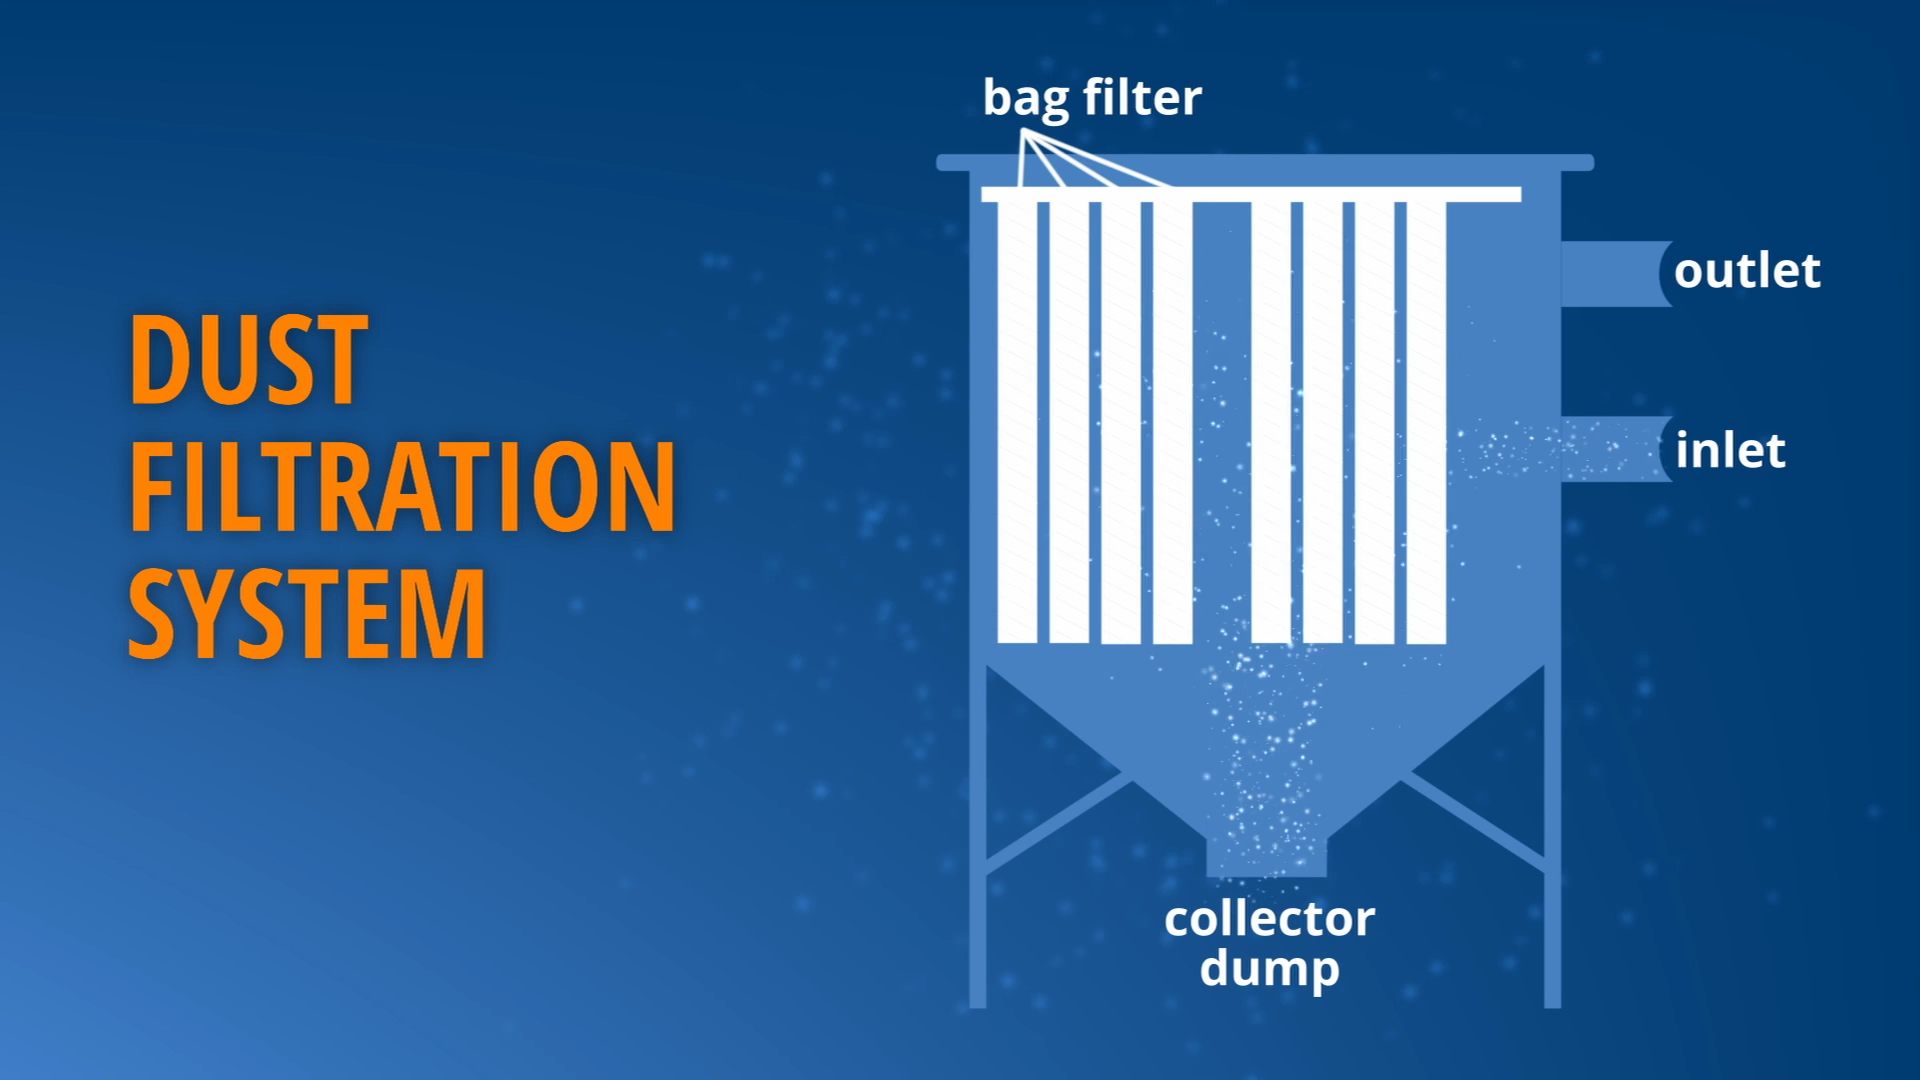 DUST
FILTRATION
SYSTEM
bag filter
outlet
inlet
collector
dump